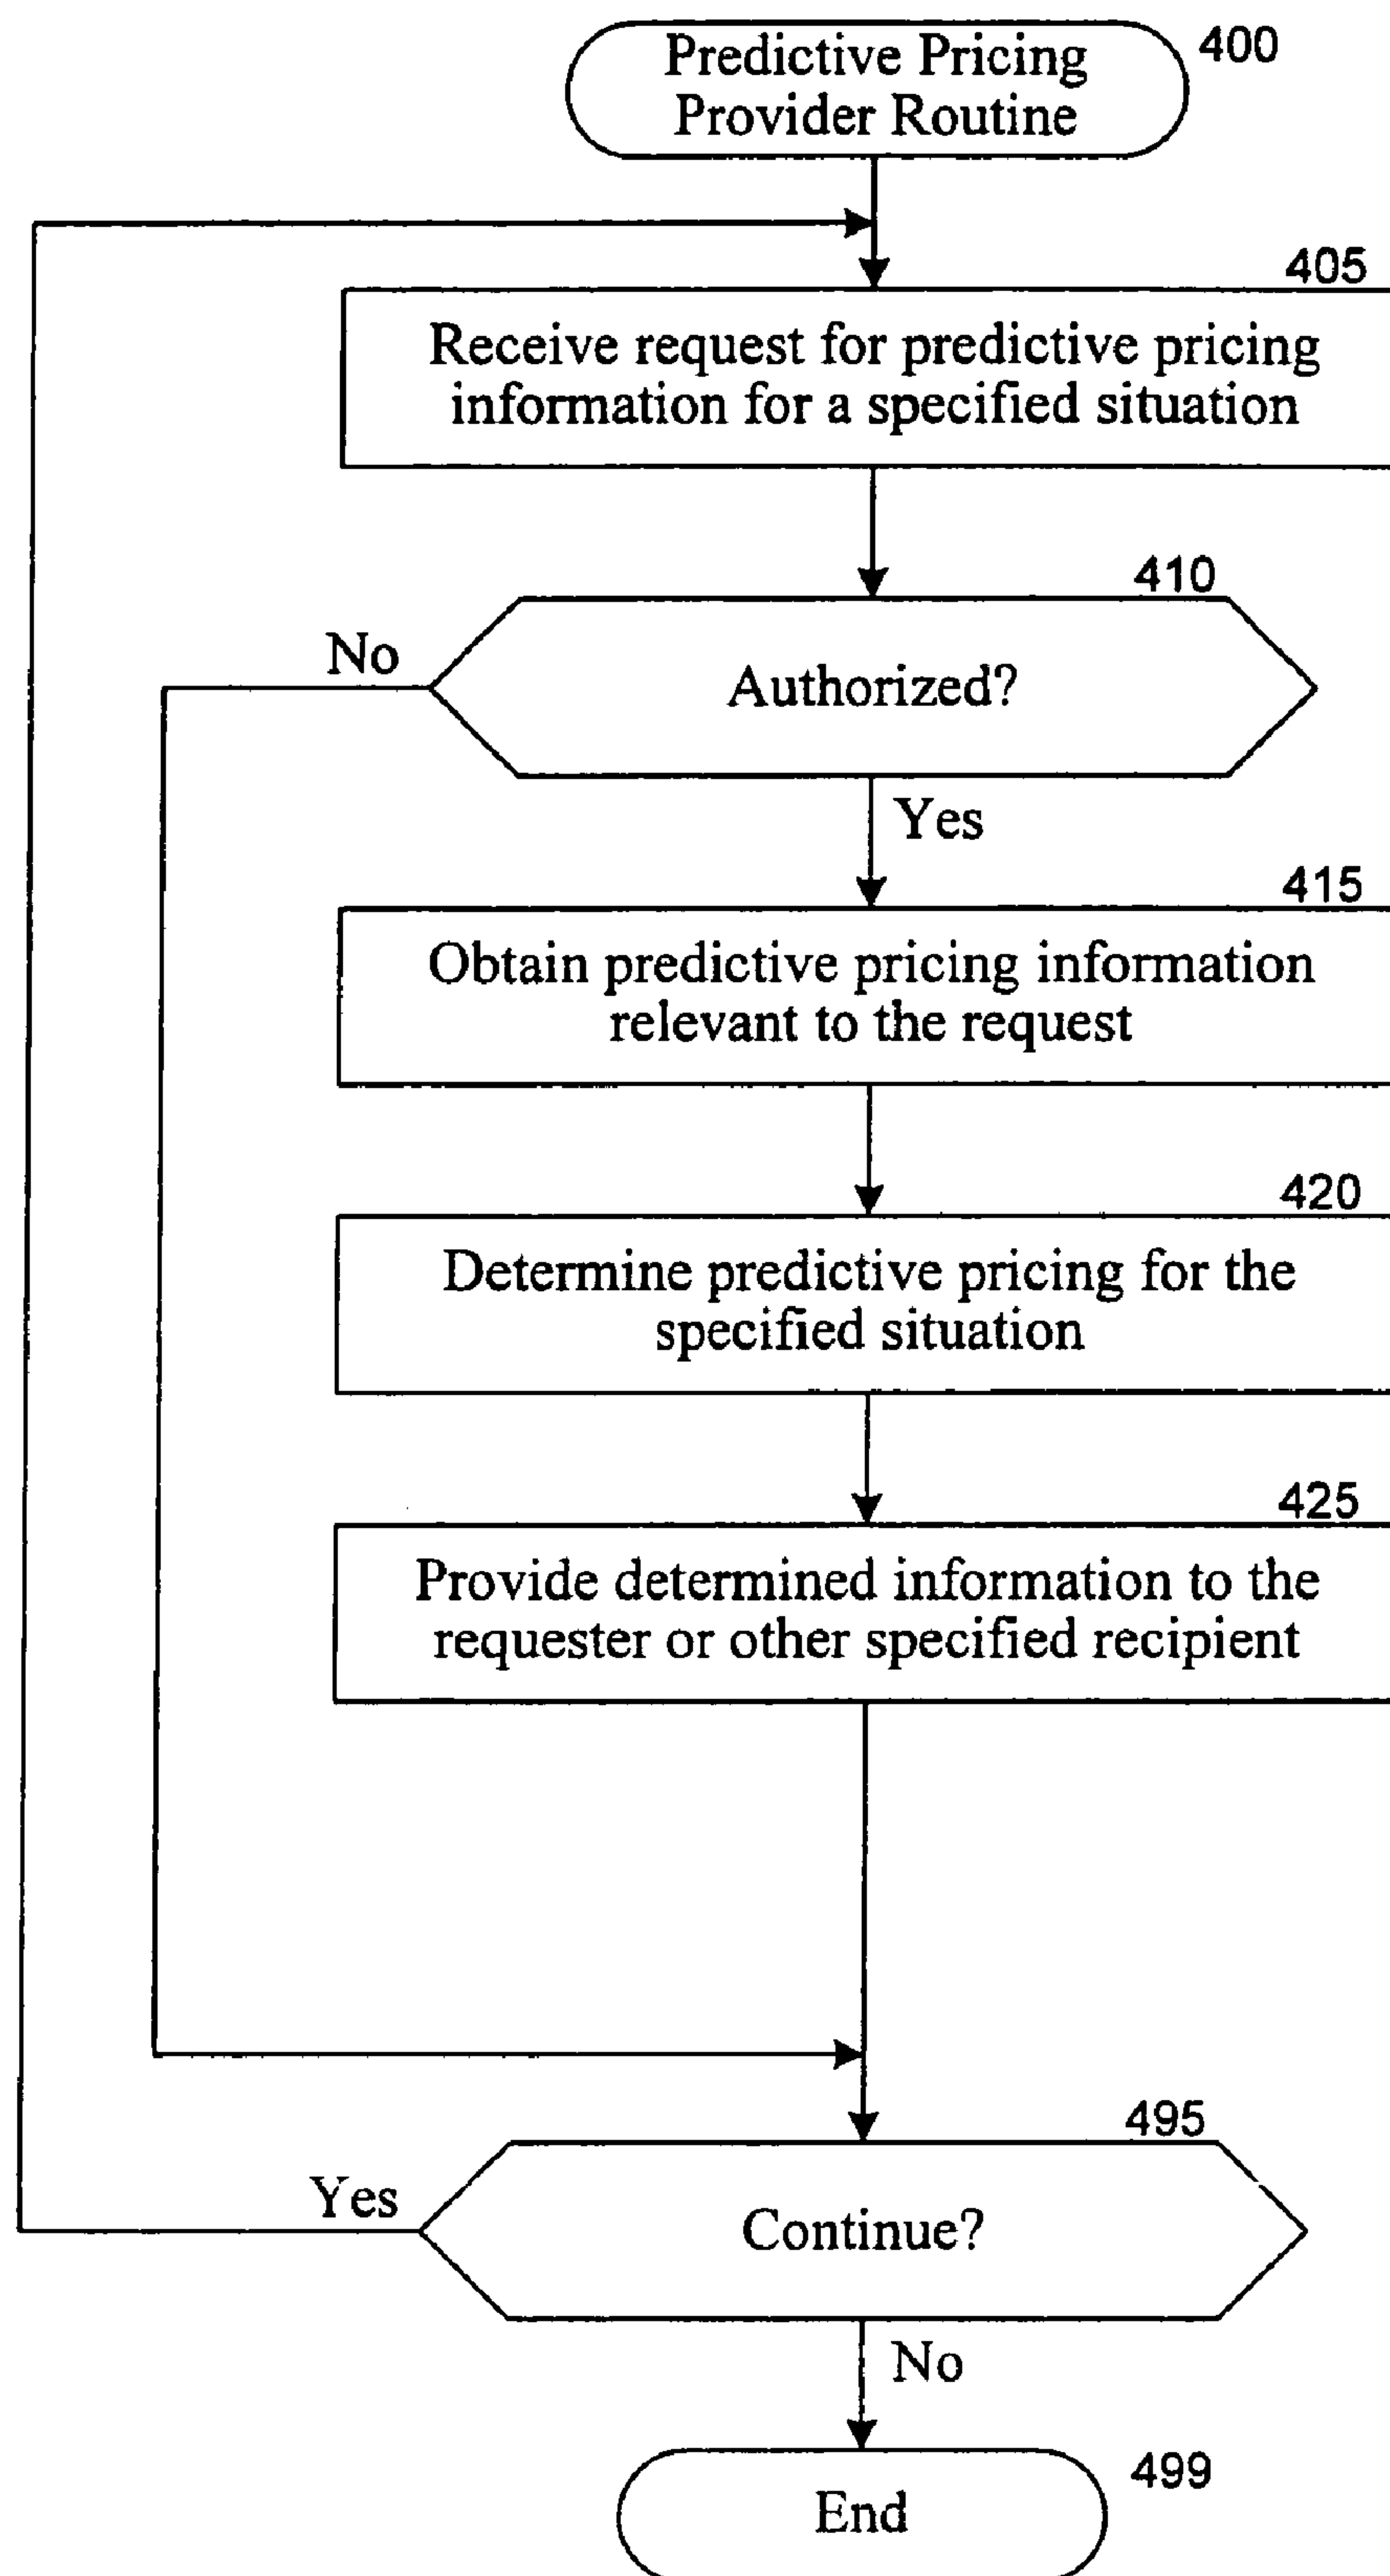 Predictive Pricing
Provider Routine
400
405
Receive request for predictive pricing
information for a specified situation
410
No
Authorized?
Yes
415
Obtain predictive pricing information
relevant to the request
420
Determine predictive pricing for the
specified situation
425
Provide determined information to the
requester or other specified recipient
495
Yes
Continue?
No
499
End